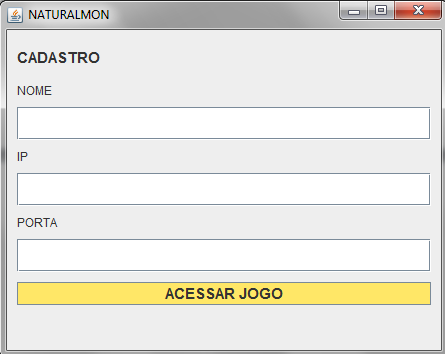 NATURALMON
CADASTRO
NOME
IP
PORTA
ACESSAR JOGO